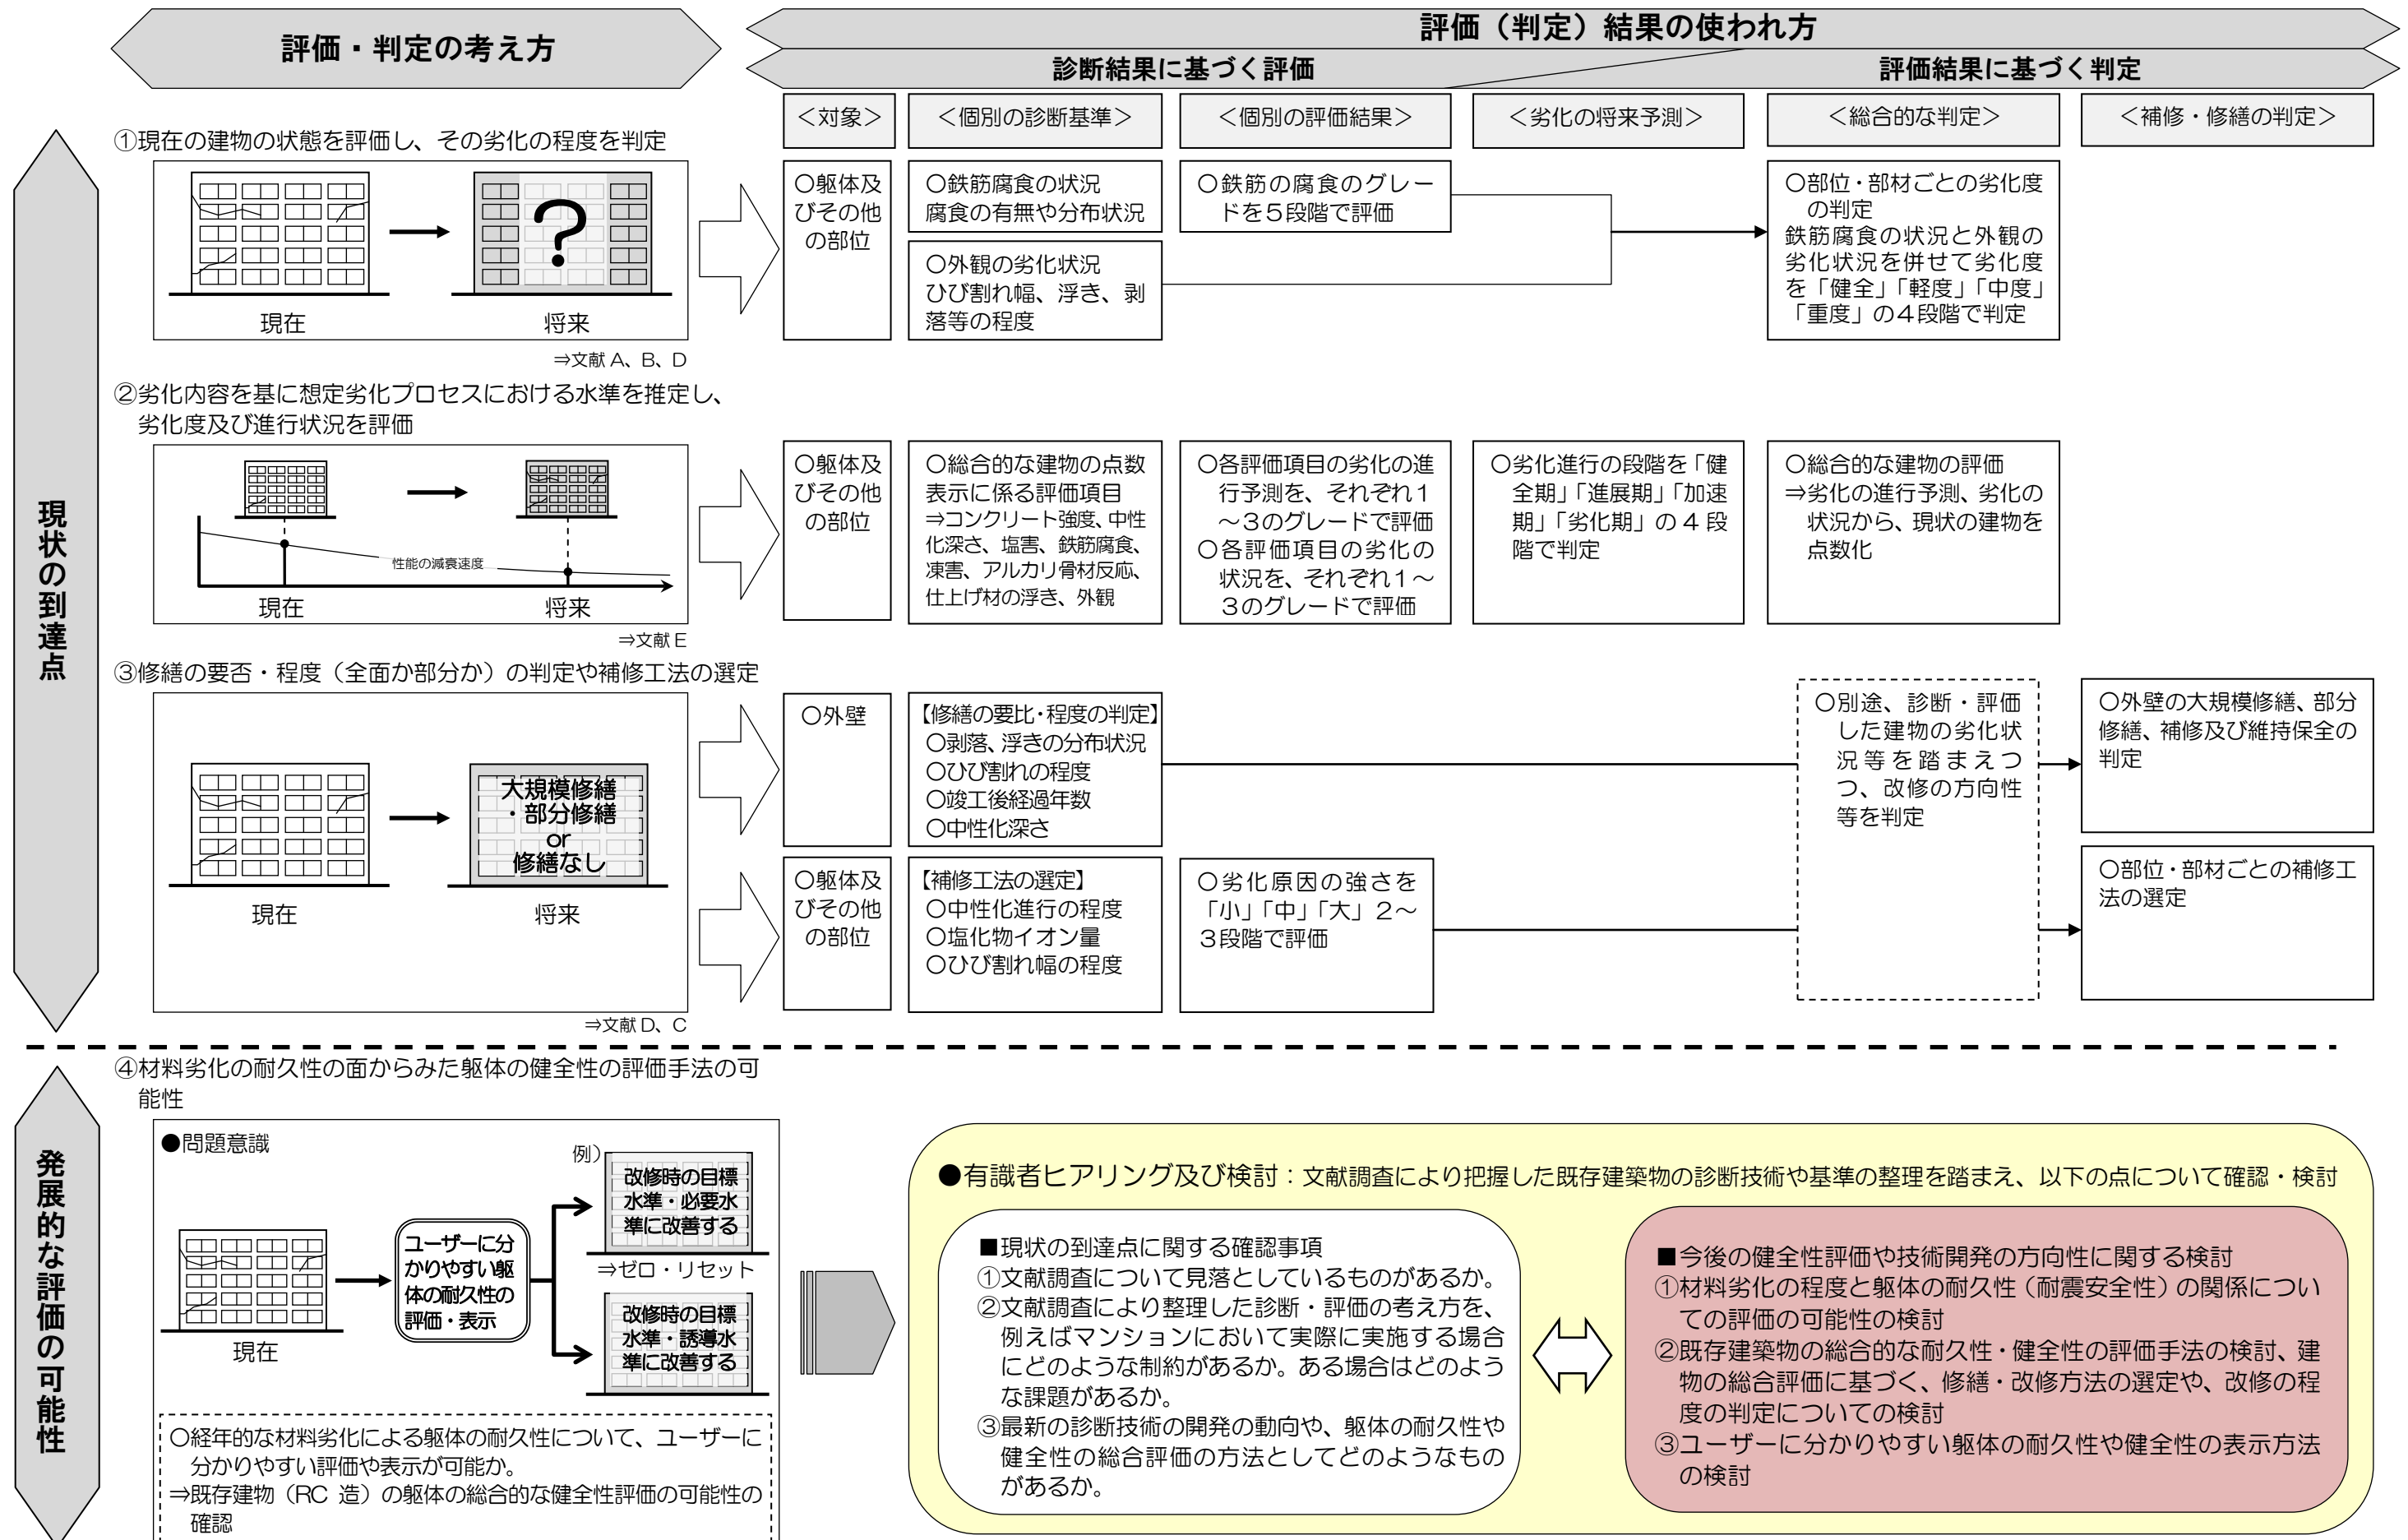 評価・判定の考え方
評価（判定）結果の使われ方
診断結果に基づく評価
評価結果に基づく判定
＜対象＞
＜個別の診断基準＞
＜個別の評価結果＞
＜劣化の将来予測＞
＜総合的な判定＞
＜補修・修繕の判定＞
現状の到達点
①現在の建物の状態を評価し、その劣化の程度を判定
？
現在
将来
⇒文献 A、B、D
○躯体及
びその他
の部位
○鉄筋腐食の状況
腐食の有無や分布状況
○外観の劣化状況
ひび割れ幅、浮き、剥
落等の程度
○鉄筋の腐食のグレー
ドを５段階で評価
○部位・部材ごとの劣化度
の判定
鉄筋腐食の状況と外観の
劣化状況を併せて劣化度
を「健全」「軽度」「中度」
「重度」の４段階で判定
②劣化内容を基に想定劣化プロセスにおける水準を推定し、
劣化度及び進行状況を評価
性能の減衰速度
現在
将来
⇒文献 E
○躯体及
びその他
の部位
○総合的な建物の点数
表示に係る評価項目
⇒コンクリート強度、中性
化深さ、塩害、鉄筋腐食、
凍害、アルカリ骨材反応、
仕上げ材の浮き、外観
○各評価項目の劣化の進
行予測を、それぞれ１
～３のグレードで評価
○各評価項目の劣化の
状況を、それぞれ１～
３のグレードで評価
○劣化進行の段階を「健
全期」「進展期」「加速
期」「劣化期」の 4 段
階で判定
○総合的な建物の評価
⇒劣化の進行予測、劣化の
状況から、現状の建物を
点数化
③修繕の要否・程度（全面か部分か）の判定や補修工法の選定
大規模修繕
・部分修繕
or
修繕なし
現在
将来
⇒文献 D、C
○外壁
【修繕の要比・程度の判定】
○剥落、浮きの分布状況
○ひび割れの程度
○竣工後経過年数
○中性化深さ
○躯体及
びその他
の部位
【補修工法の選定】
○中性化進行の程度
○塩化物イオン量
○ひび割れ幅の程度
○劣化原因の強さを
「小」「中」「大」２～
３段階で評価
○別途、診断・評価
した建物の劣化状
況等を踏まえつ
つ、改修の方向性
等を判定
○外壁の大規模修繕、部分
修繕、補修及び維持保全の
判定
○部位・部材ごとの補修工
法の選定
発展的な評価の可能性
④材料劣化の耐久性の面からみた躯体の健全性の評価手法の可
能性
●問題意識
現在
ユーザーに分
かりやすい躯
体の耐久性の
評価・表示
例）
改修時の目標
水準・必要水
準に改善する
⇒ゼロ・リセット
改修時の目標
水準・誘導水
準に改善する
○経年的な材料劣化による躯体の耐久性について、ユーザーに
分かりやすい評価や表示が可能か。
⇒既存建物（RC 造）の躯体の総合的な健全性評価の可能性の
確認
●有識者ヒアリング及び検討：文献調査により把握した既存建築物の診断技術や基準の整理を踏まえ、以下の点について確認・検討
■現状の到達点に関する確認事項
①文献調査について見落としているものがあるか。
②文献調査により整理した診断・評価の考え方を、
例えばマンションにおいて実際に実施する場合
にどのような制約があるか。ある場合はどのよう
な課題があるか。
③最新の診断技術の開発の動向や、躯体の耐久性や
健全性の総合評価の方法としてどのようなもの
があるか。
■今後の健全性評価や技術開発の方向性に関する検討
①材料劣化の程度と躯体の耐久性（耐震安全性）の関係につい
ての評価の可能性の検討
②既存建築物の総合的な耐久性・健全性の評価手法の検討、建
物の総合評価に基づく、修繕・改修方法の選定や、改修の程
度の判定についての検討
③ユーザーに分かりやすい躯体の耐久性や健全性の表示方法
の検討